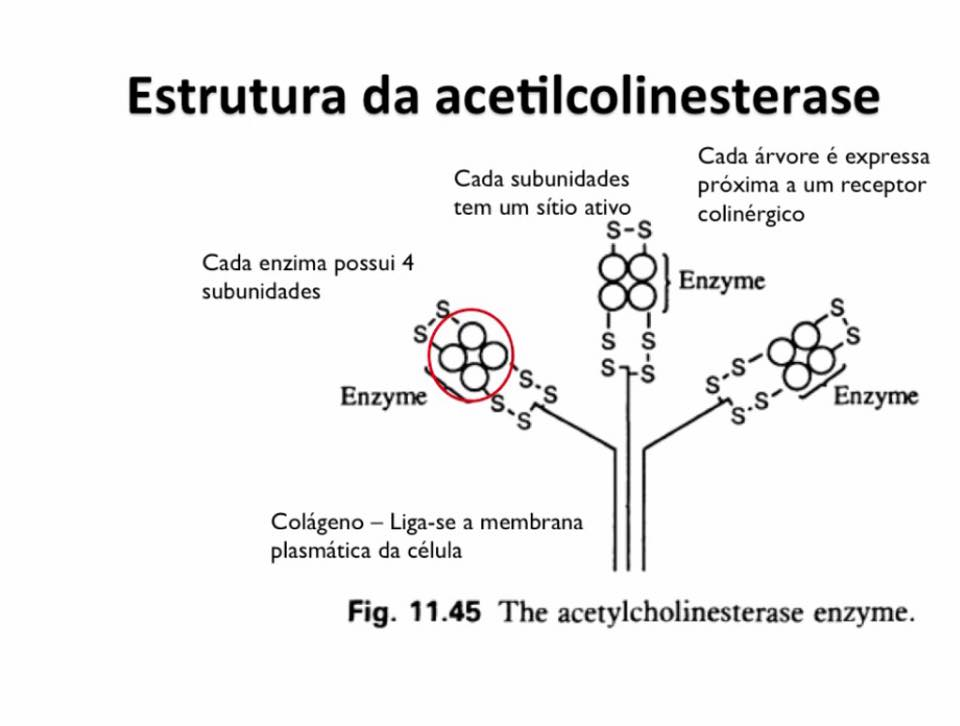 Estrutura da acetilcolinesterase
Cada subunidades
tem um sítio ativo
Cada árvore é expressa
próxima a um receptor
colinérgico
Cada enzima possui 4
subunidades
S-S
Enzyme
S S
S S
S
S
Enzyme
S-S
S-S
S
S
Enzyme
S-S
S-S
Colágeno – Liga-se a membrana
plasmática da célula
Fig. 11.45 The acetylcholinesterase enzyme.